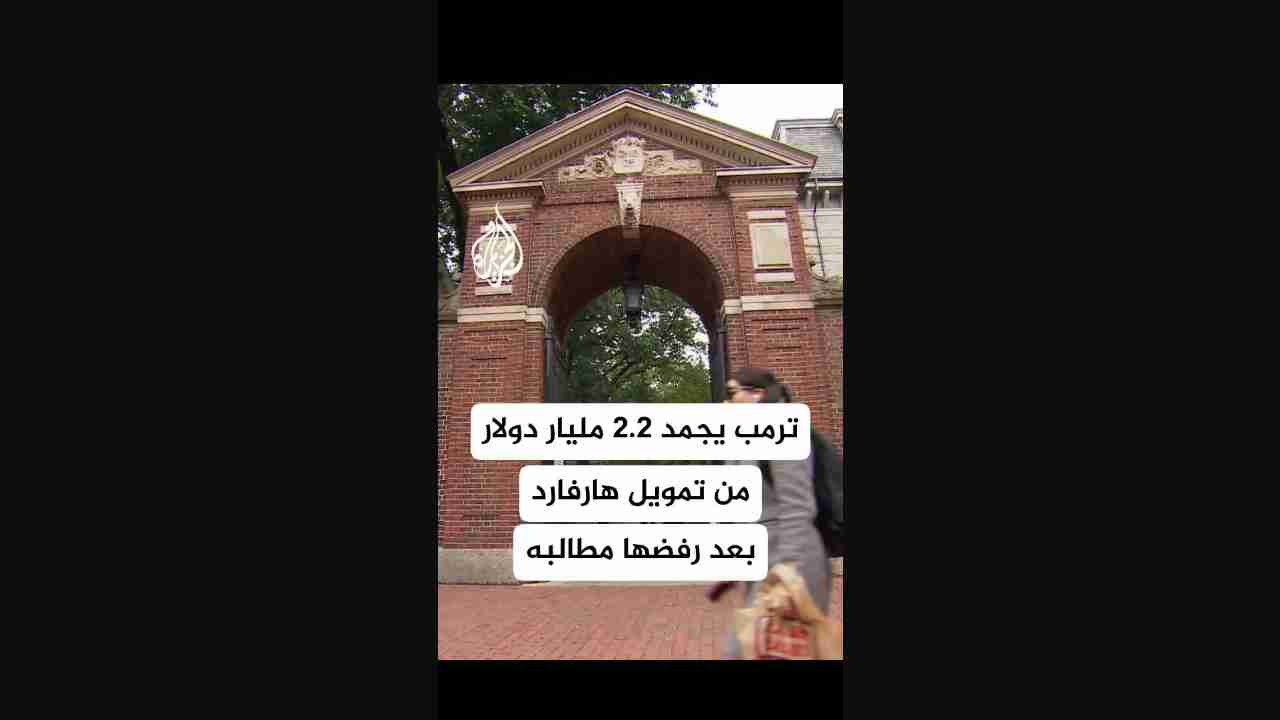 ترمب يجمد 2.2 مليار دولار
من تمويل هارفارد
بعد رفضها مطالبه